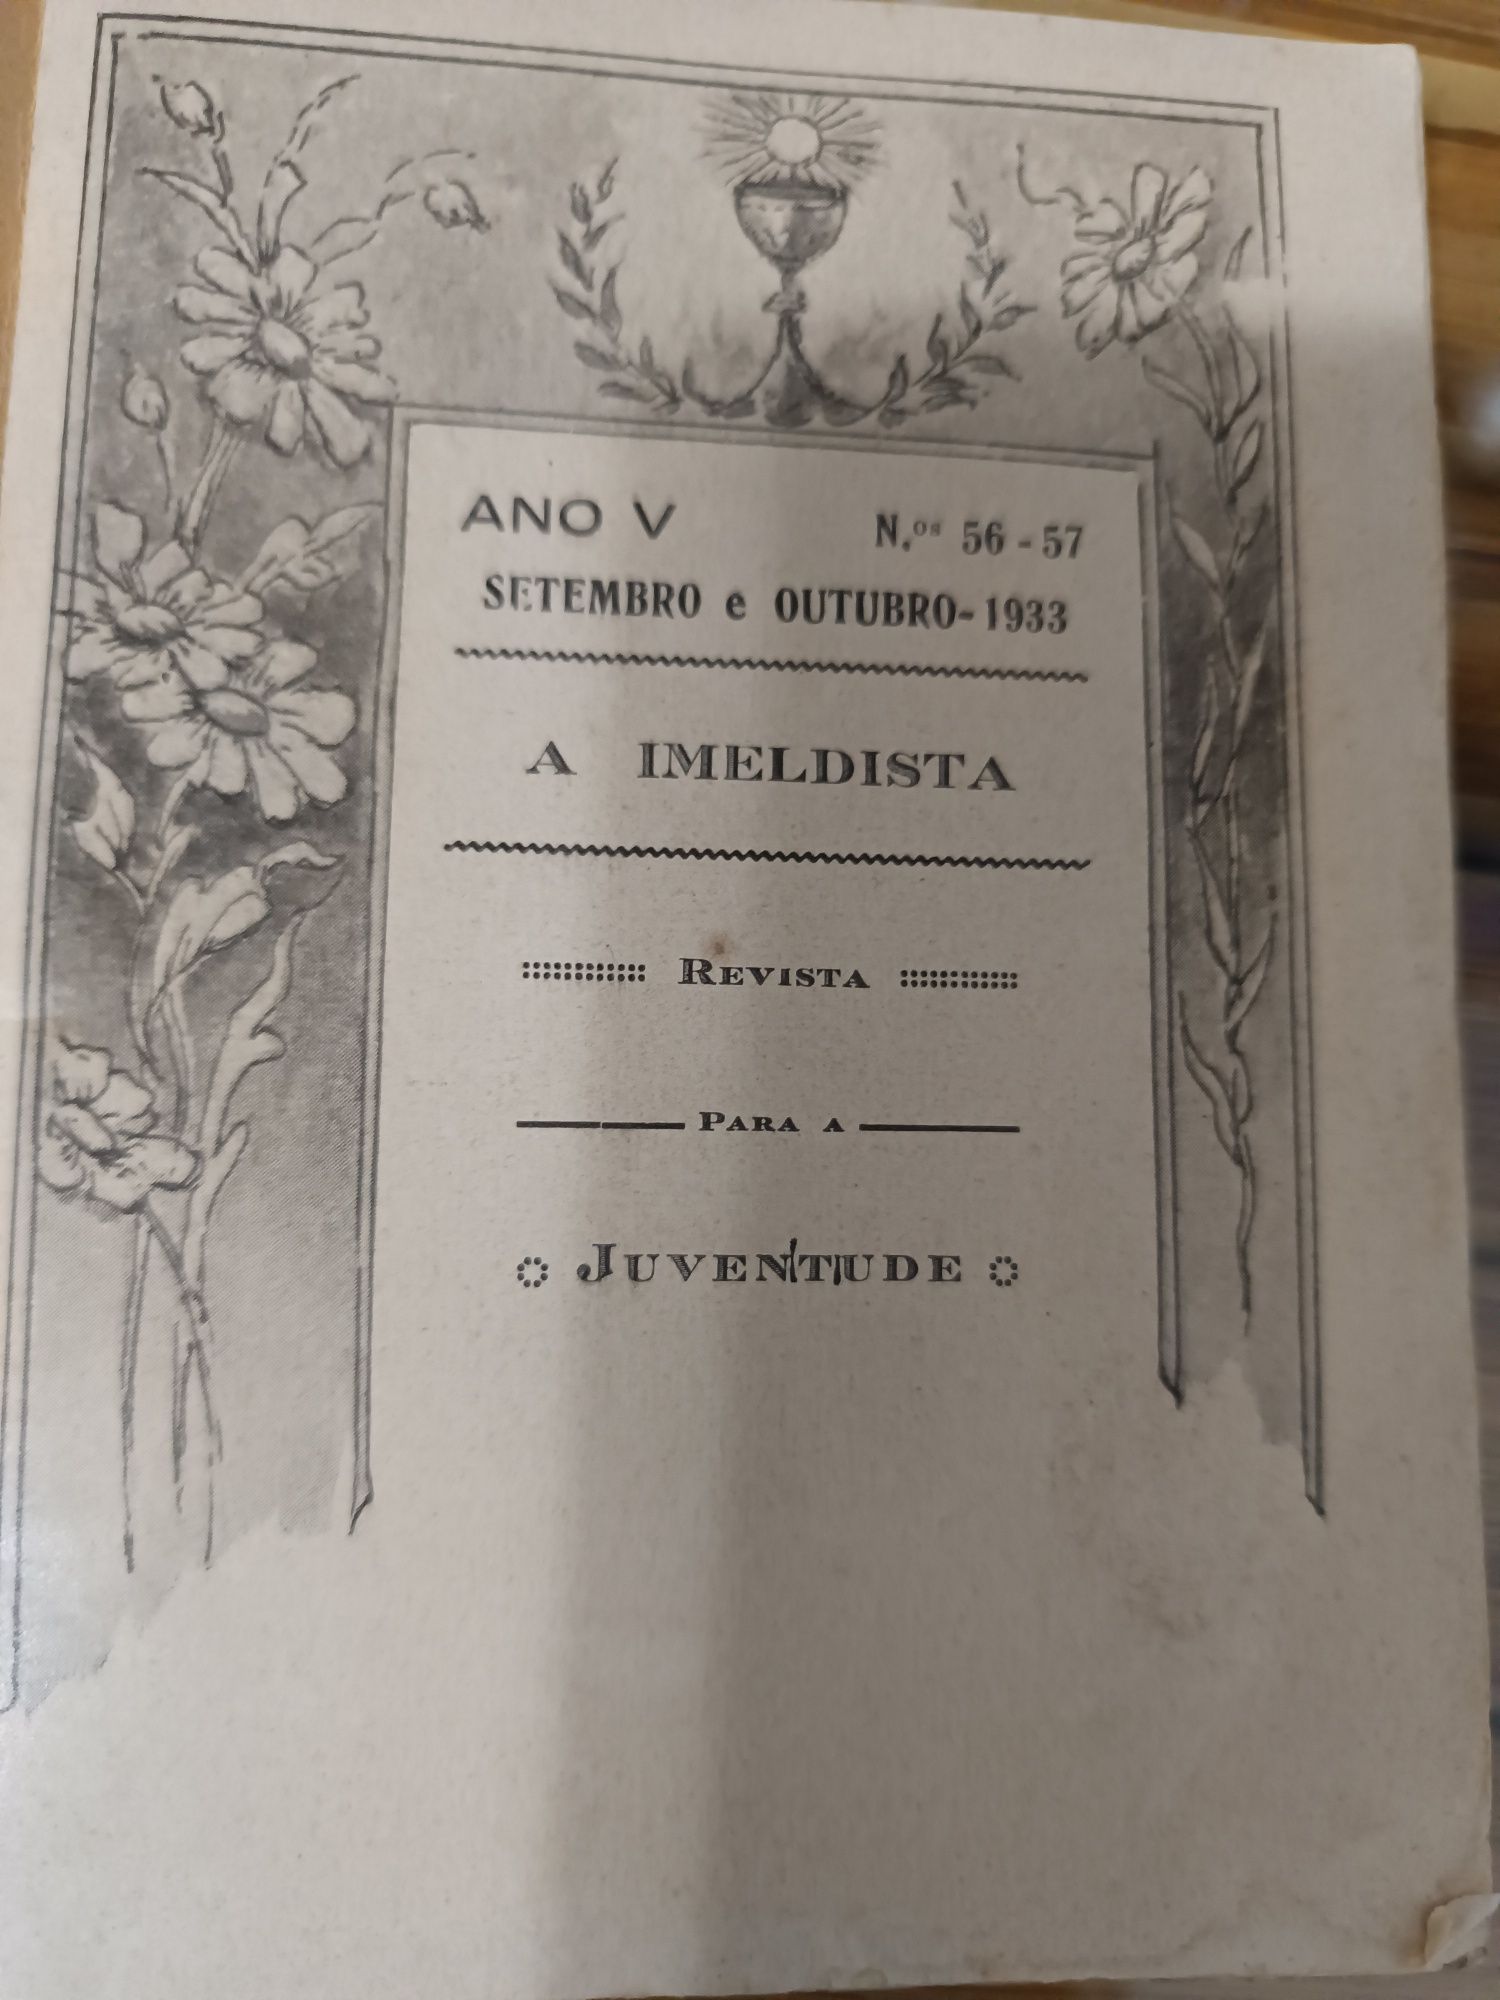 ANO V N.os 56-57
SETEMBRO e OUTUBRO-1933
A IMELDISTA
REVISTA
PARA A
JUVENTUDE